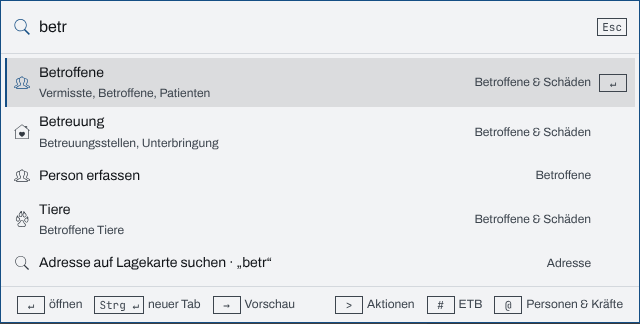 betr Esc
Betroffene
Vermisste, Betroffene, Patienten Betroffene & Schäden ↵
Betreuung
Betreuungsstellen, Unterbringung Betroffene & Schäden
Person erfassen Betroffene
Tiere
Betroffene Tiere Betroffene & Schäden
Adresse auf Lagekarte suchen · „betr“ Adresse
↵ öffnen Strg ↵ neuer Tab → Vorschau > Aktionen # ETB @ Personen & Kräfte